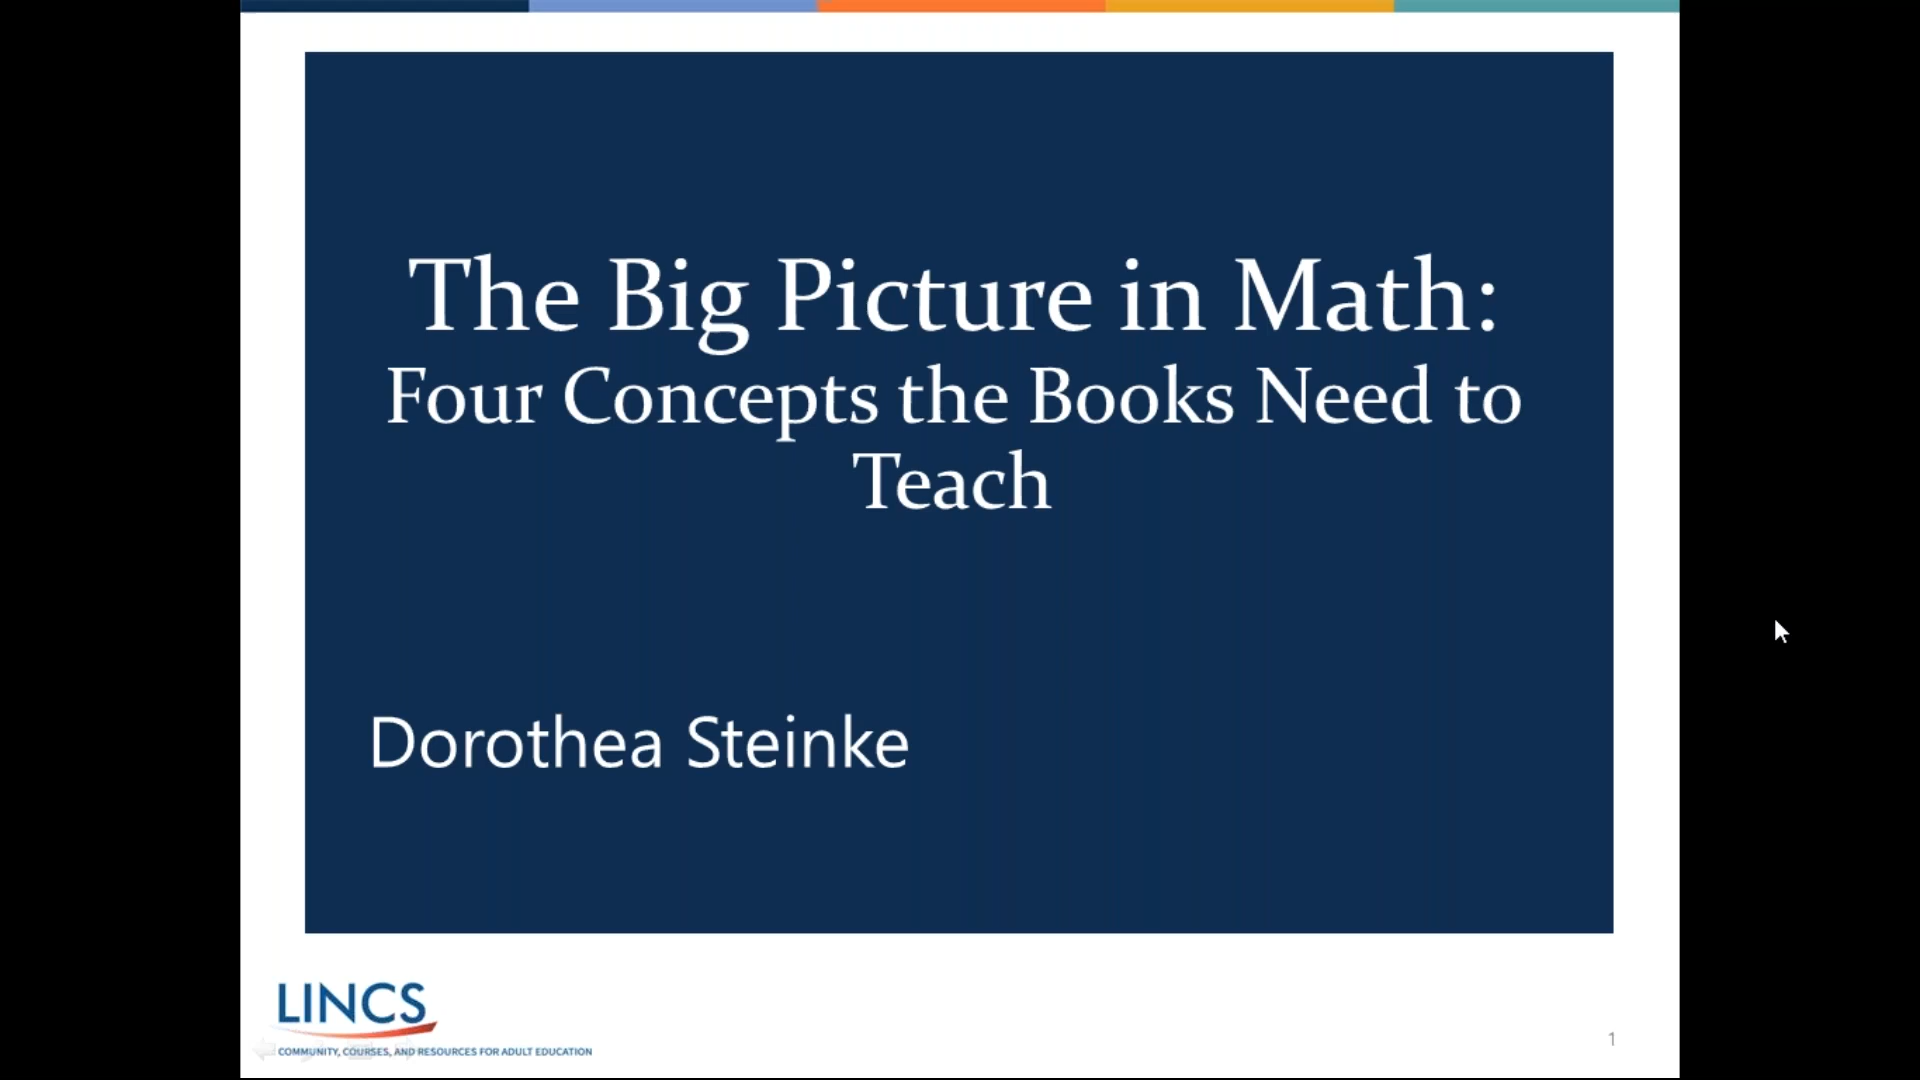 The Big Picture in Math:
Four Concepts the Books Need to
Teach
Dorothea Steinke
LINCS
COMMUNITY, COURSES, AND RESOURCES FOR ADULT EDUCATION
1